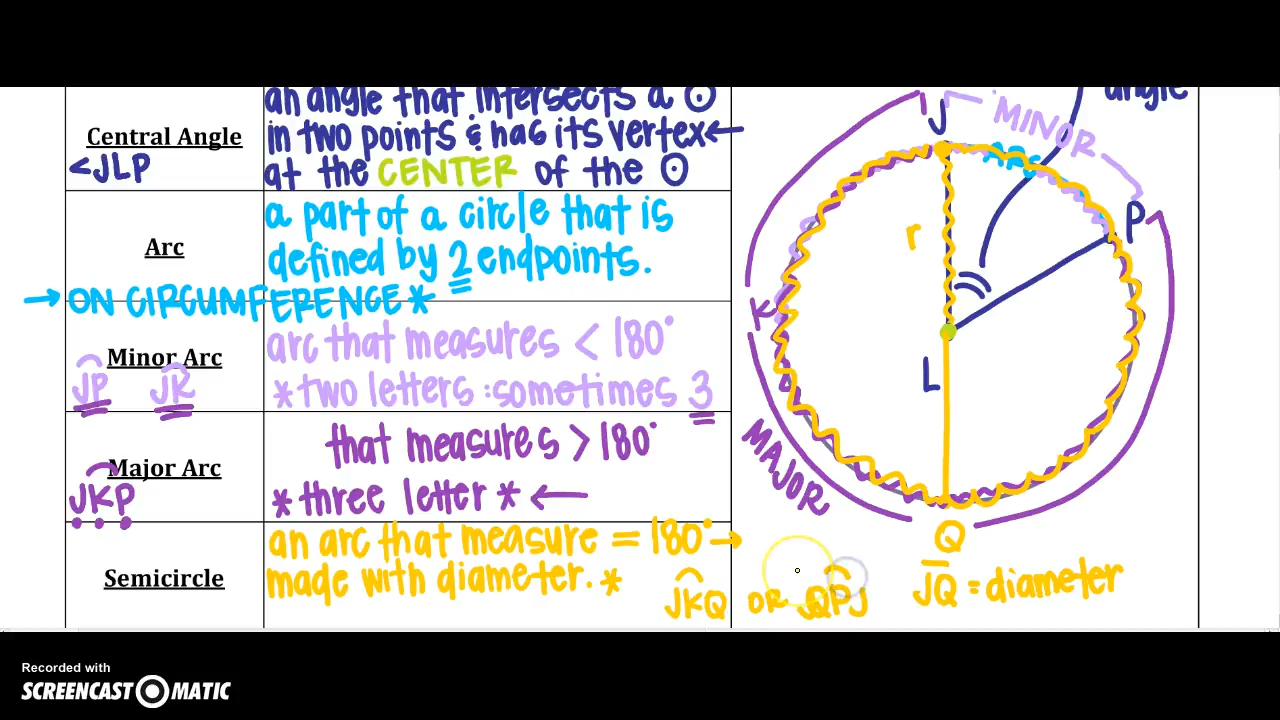 an angle that intersects a ⊙
in two points & has its vertex←
at the CENTER of the ⊙
Central Angle
<JLP
a part of a circle that is
defined by 2 endpoints.
Arc
→ ON CIRCUMFERENCE *
arc that measures < 180°
* two letters : sometimes 3
Minor Arc
JP JK
that measures > 180°
* three letter * ←
Major Arc
JKP
an arc that measure = 180° →
made with diameter. *
Semicircle
JKQ OR
JQ = diameter
angle
J
MINOR
ARC
P
r
K
L
MAJOR
Q
Recorded with
SCREENCAST O MATIC